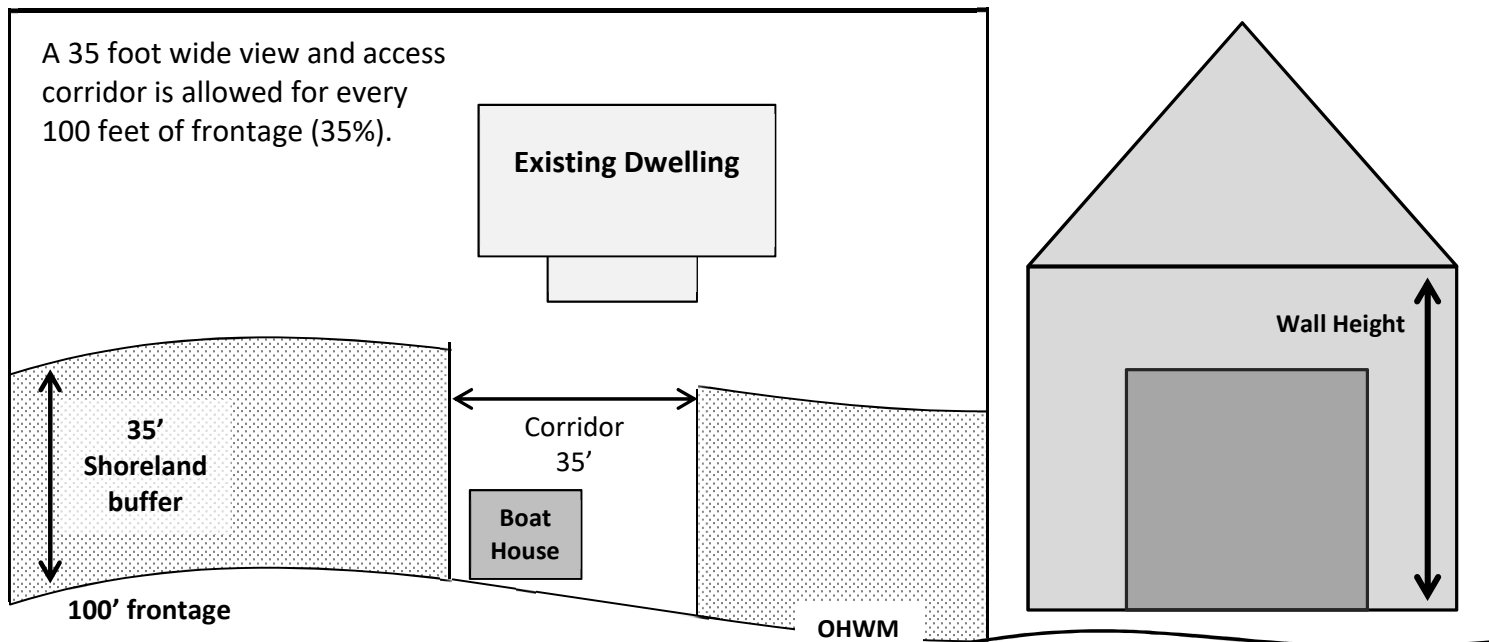 A 35 foot wide view and access
corridor is allowed for every
100 feet of frontage (35%).
Existing Dwelling
Wall Height
35’
Shoreland
buffer
Corridor
35’
Boat
House
100’ frontage
OHWM